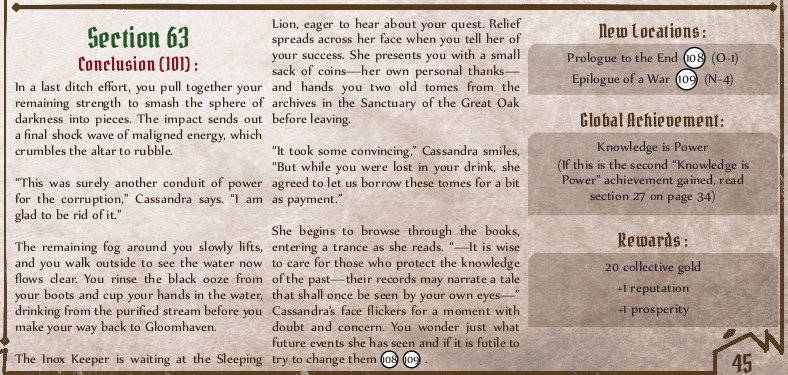 Section 63
Conclusion (101) :
In a last ditch effort, you pull together your
remaining strength to smash the sphere of
darkness into pieces. The impact sends out
a final shock wave of maligned energy, which
crumbles the altar to rubble.
“This was surely another conduit of power
for the corruption,” Cassandra says. “I am
glad to be rid of it.”
The remaining fog around you slowly lifts,
and you walk outside to see the water now
flows clear. You rinse the black ooze from
your boots and cup your hands in the water,
drinking from the purified stream before you
make your way back to Gloomhaven.
The Inox Keeper is waiting at the Sleeping
Lion, eager to hear about your quest. Relief
spreads across her face when you tell her of
your success. She presents you with a small
sack of coins—her own personal thanks—
and hands you two old tomes from the
archives in the Sanctuary of the Great Oak
before leaving.
“It took some convincing,” Cassandra smiles,
“But while you were lost in your drink, she
agreed to let us borrow these tomes for a bit
as payment.”
She begins to browse through the books,
entering a trance as she reads. “—It is wise
to care for those who protect the knowledge
of the past—their records may narrate a tale
that shall once be seen by your own eyes—”
Cassandra’s face flickers for a moment with
doubt and concern. You wonder just what
future events she has seen and if it is futile to
try to change them 108 109 .
New Locations:
Prologue to the End 108 (O-1)
Epilogue of a War 109 (N-4)
Global Achievement:
Knowledge is Power
(If this is the second “Knowledge is
Power” achievement gained, read
section 27 on page 34)
Rewards:
20 collective gold
+1 reputation
+1 prosperity
45